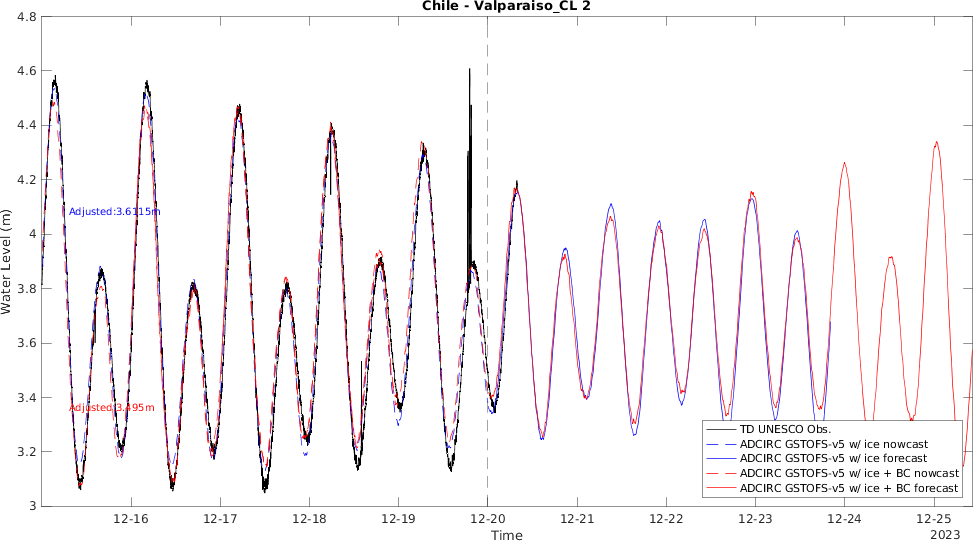 Chile - Valparaiso_CL 2
4.8
4.6
4.4
4.2
4
3.8
3.6
3.4
3.2
3
Water Level (m)
Adjusted:3.6115m
Adjusted:3.495m
TD UNESCO Obs.
ADCIRC GSTOFS-v5 w/ ice nowcast
ADCIRC GSTOFS-v5 w/ ice forecast
ADCIRC GSTOFS-v5 w/ ice + BC nowcast
ADCIRC GSTOFS-v5 w/ ice + BC forecast
12-16 12-17 12-18 12-19 12-20 12-21 12-22 12-23 12-24 12-25
2023
Time